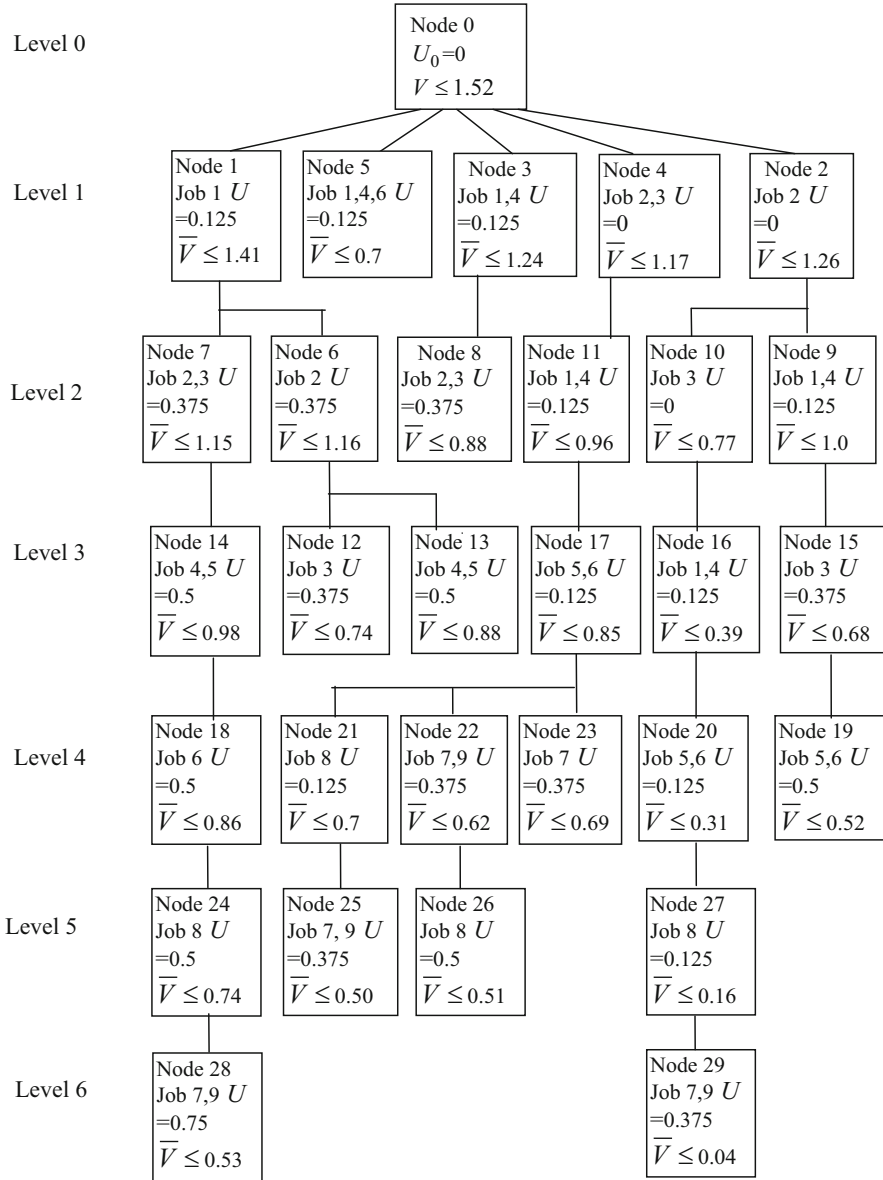 Level 0
Node 0
U₀=0
V ≤ 1.52
Level 1
Node 1
Job 1 U
=0.125
V̅ ≤ 1.41
Node 5
Job 1,4,6 U
=0.125
V̅ ≤ 0.7
Node 3
Job 1,4 U
=0.125
V̅ ≤ 1.24
Node 4
Job 2,3 U
=0
V̅ ≤ 1.17
Node 2
Job 2 U
=0
V̅ ≤ 1.26
Level 2
Node 7
Job 2,3 U
=0.375
V̅ ≤ 1.15
Node 6
Job 2 U
=0.375
V̅ ≤ 1.16
Node 8
Job 2,3 U
=0.375
V̅ ≤ 0.88
Node 11
Job 1,4 U
=0.125
V̅ ≤ 0.96
Node 10
Job 3 U
=0
V̅ ≤ 0.77
Node 9
Job 1,4 U
=0.125
V̅ ≤ 1.0
Level 3
Node 14
Job 4,5 U
=0.5
V̅ ≤ 0.98
Node 12
Job 3 U
=0.375
V̅ ≤ 0.74
Node 13
Job 4,5 U
=0.5
V̅ ≤ 0.88
Node 17
Job 5,6 U
=0.125
V̅ ≤ 0.85
Node 16
Job 1,4 U
=0.125
V̅ ≤ 0.39
Node 15
Job 3 U
=0.375
V̅ ≤ 0.68
Level 4
Node 18
Job 6 U
=0.5
V̅ ≤ 0.86
Node 21
Job 8 U
=0.125
V̅ ≤ 0.7
Node 22
Job 7,9 U
=0.375
V̅ ≤ 0.62
Node 23
Job 7 U
=0.375
V̅ ≤ 0.69
Node 20
Job 5,6 U
=0.125
V̅ ≤ 0.31
Node 19
Job 5,6 U
=0.5
V̅ ≤ 0.52
Level 5
Node 24
Job 8 U
=0.5
V̅ ≤ 0.74
Node 25
Job 7, 9 U
=0.375
V̅ ≤ 0.50
Node 26
Job 8 U
=0.5
V̅ ≤ 0.51
Node 27
Job 8 U
=0.125
V̅ ≤ 0.16
Level 6
Node 28
Job 7,9 U
=0.75
V̅ ≤ 0.53
Node 29
Job 7,9 U
=0.375
V̅ ≤ 0.04